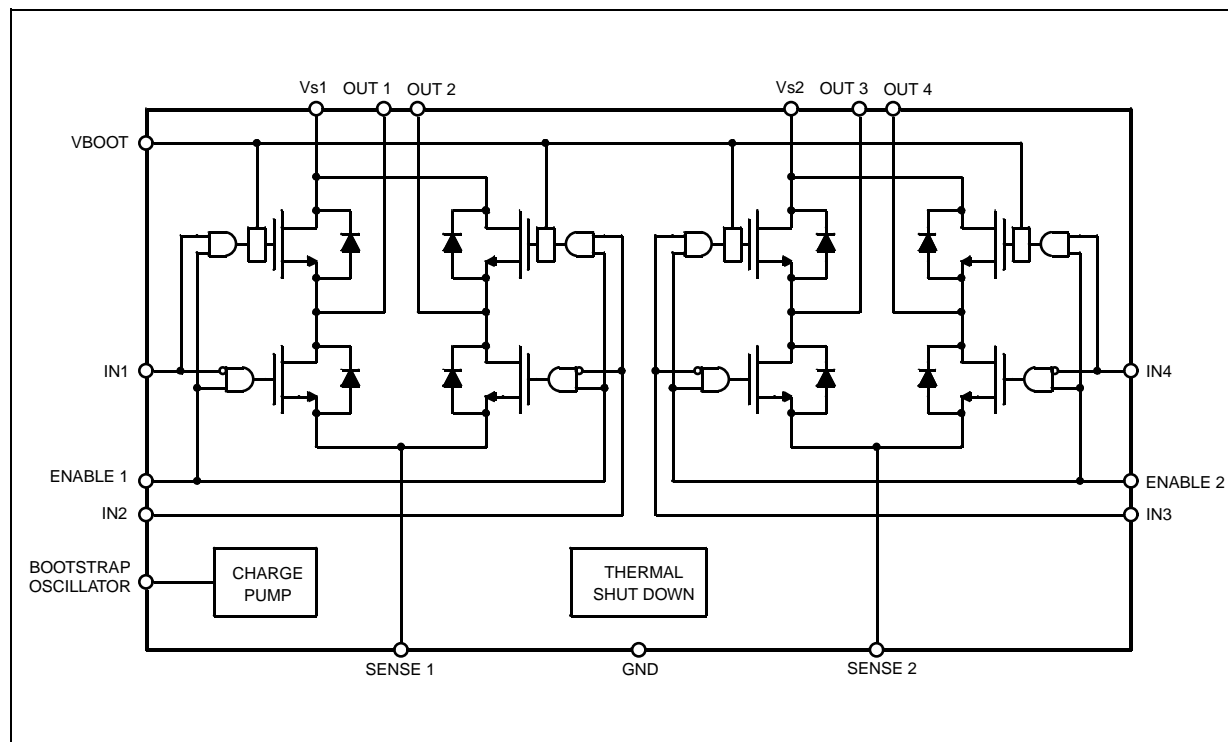 Vs1 OUT 1 OUT 2 Vs2 OUT 3 OUT 4
VBOOT
IN1 IN4
ENABLE 1 ENABLE 2
IN2 IN3
BOOTSTRAP
OSCILLATOR
CHARGE
PUMP
THERMAL
SHUT DOWN
SENSE 1 GND SENSE 2